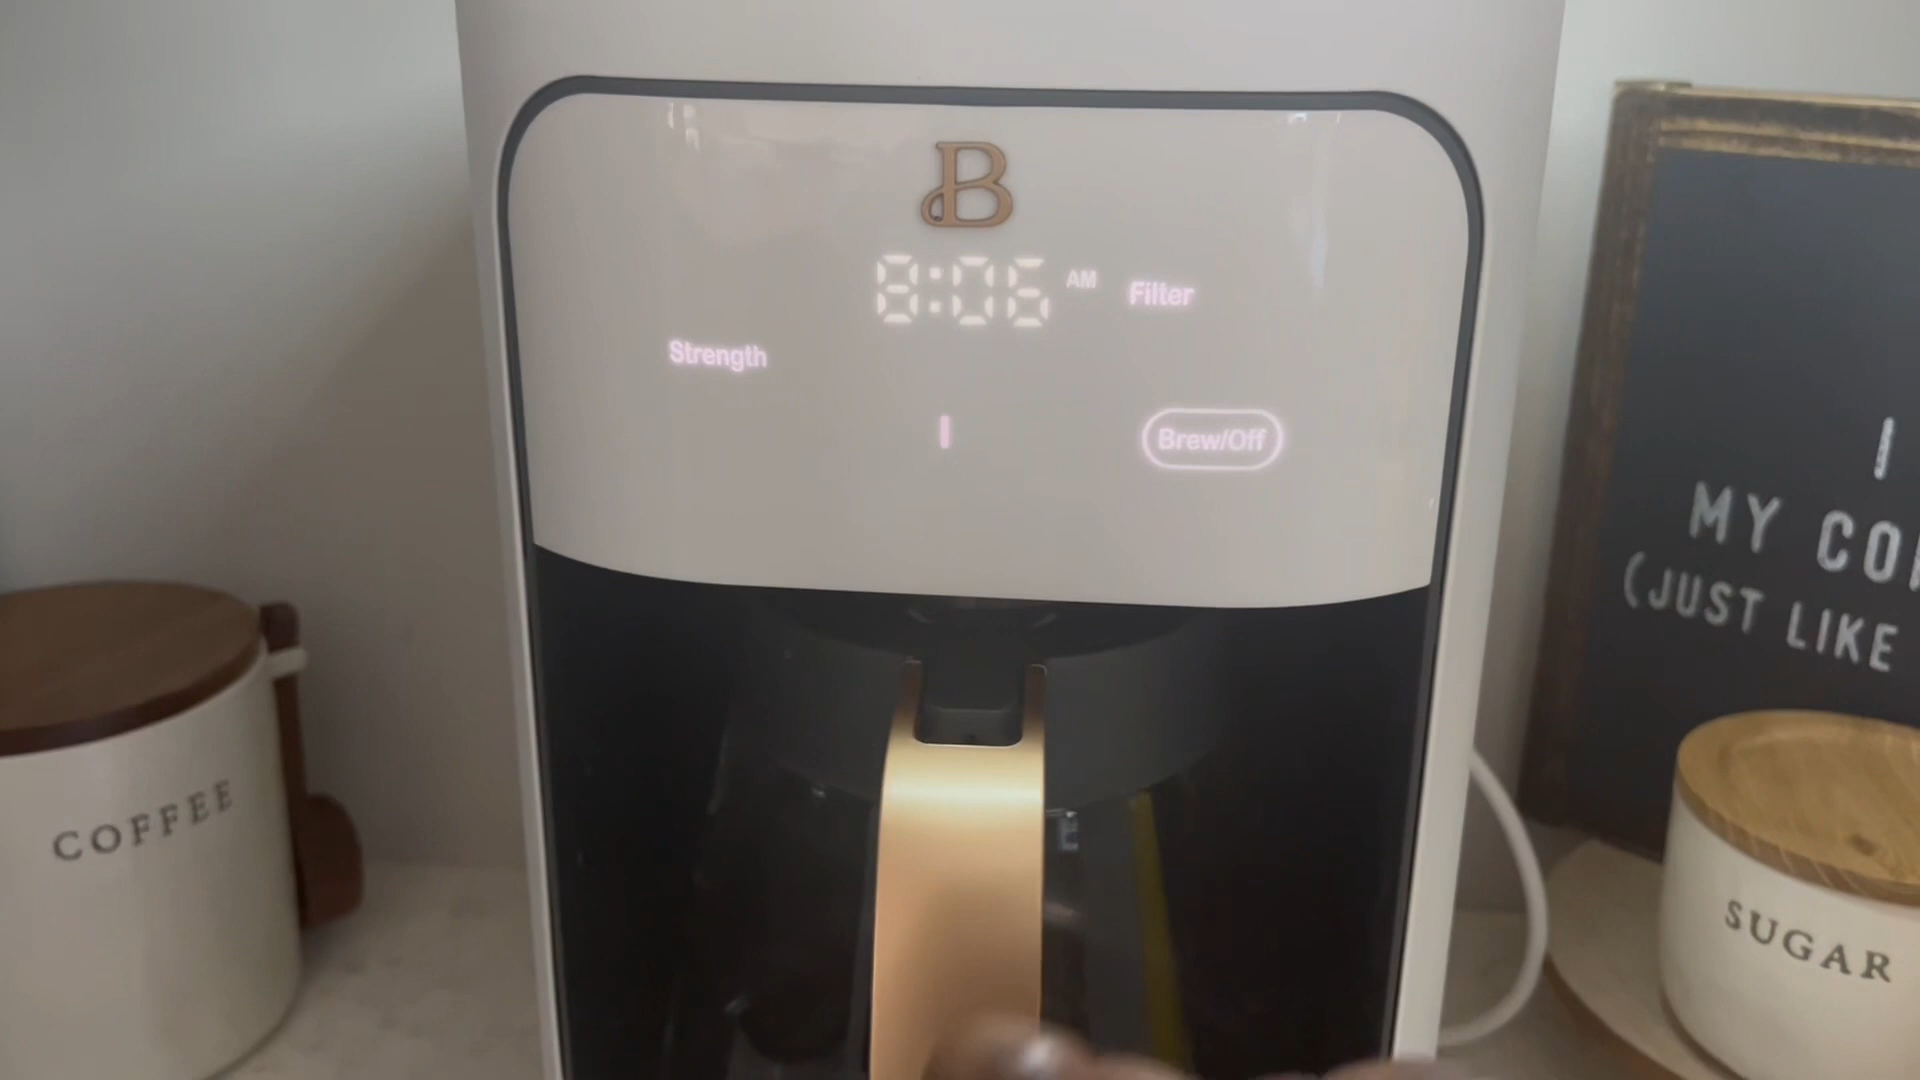 B
8:06 AM
Filter
Strength
I
Brew/Off
COFFEE
I
MY CO
(JUST LIKE
SUGAR